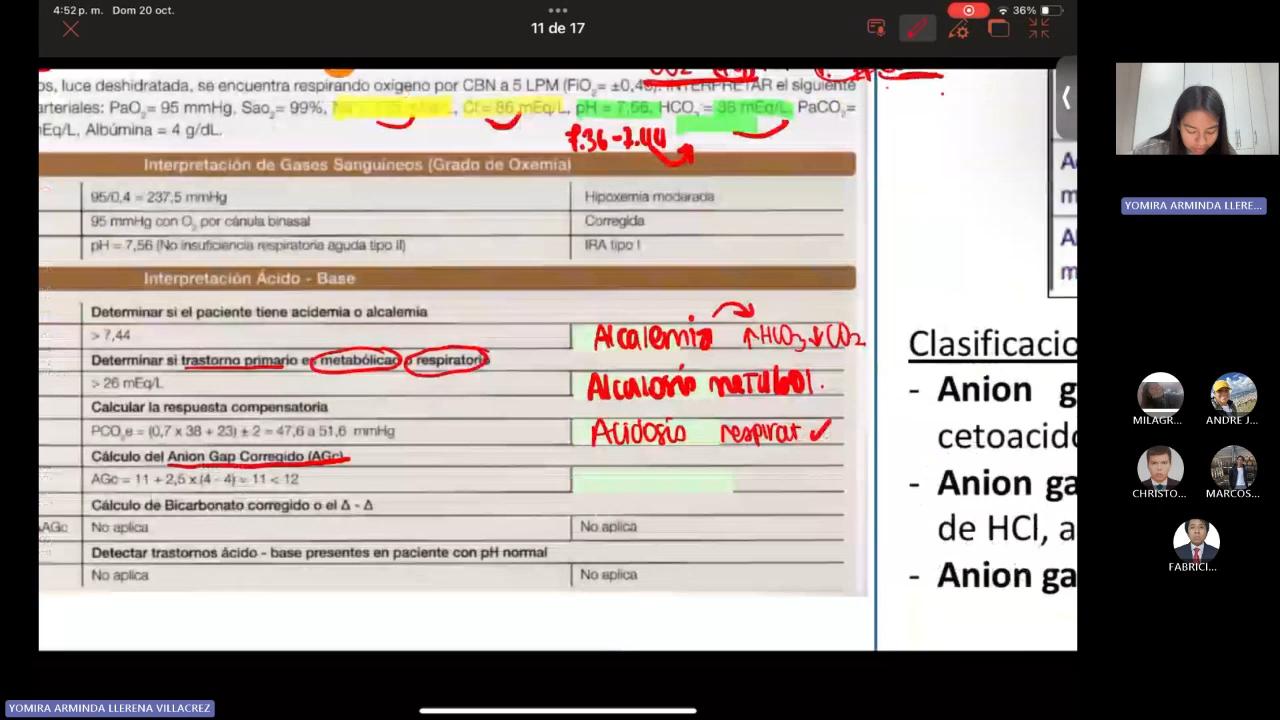 4:52 p. m. Dom 20 oct.
36%
11 de 17
os, luce deshidratada, se encuentra respirando oxígeno por CBN a 5 LPM (FiO₂= ±0,40). INTERPRETAR el siguiente
arteriales: PaO₂= 95 mmHg, Sao₂= 99%, Cl = 86 mEq/L, pH = 7,56, HCO₃⁻= 38 mEq/L, PaCO₂=
mEq/L, Albúmina = 4 g/dL.
7.36 - 7.44
Interpretación de Gases Sanguíneos (Grado de Oxemia)
95/0,4 = 237,5 mmHg Hipoxemia moderada
95 mmHg con O₂ por cánula binasal Corregida
pH = 7,56 (No insuficiencia respiratoria aguda tipo II) IRA tipo I
Interpretación Ácido - Base
Determinar si el paciente tiene acidemia o alcalemia
> 7,44 Alcalemia ↑HCO₃ ↓CO₂
Determinar si trastorno primario es metabólicao o respiratorio
> 26 mEq/L Alcalosis metabol.
Calcular la respuesta compensatoria
PCO₂e = (0,7 x 38 + 23) ± 2 = 47,6 a 51,6 mmHg Acidosis respirat ✓
Cálculo del Anion Gap Corregido (AGc)
AGc = 11 + 2,5 x (4 - 4) = 11 < 12
Cálculo de Bicarbonato corregido o el Δ - Δ
AGc No aplica No aplica
Detectar trastornos ácido - base presentes en paciente con pH normal
No aplica No aplica
A
m
A
m
Clasificacio
- Anion g
cetoacido
- Anion ga
de HCl, a
- Anion ga
YOMIRA ARMINDA LLERE...
MILAGR... ANDRE J...
CHRISTO... MARCOS...
FABRICI...
YOMIRA ARMINDA LLERENA VILLACREZ